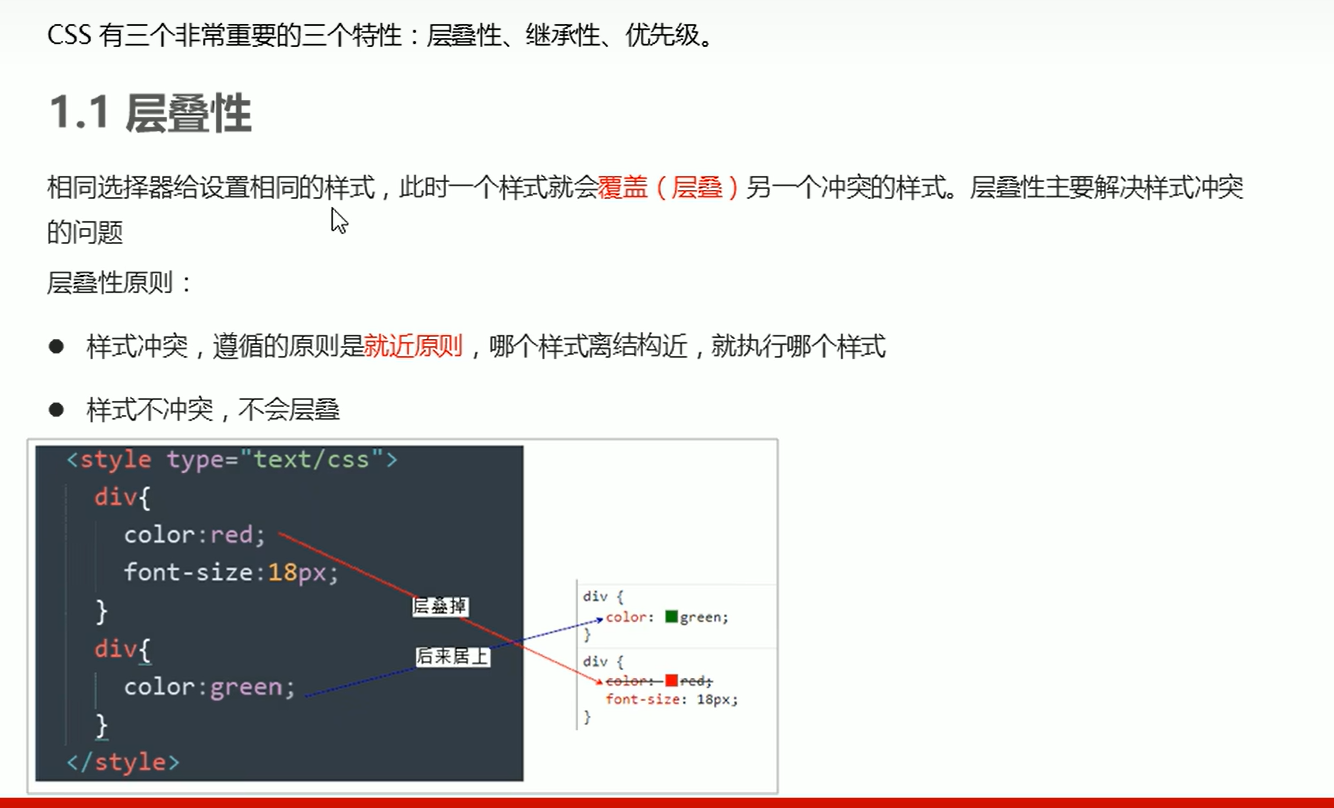 CSS 有三个非常重要的三个特性：层叠性、继承性、优先级。
1.1 层叠性
相同选择器给设置相同的样式，此时一个样式就会覆盖（层叠）另一个冲突的样式。层叠性主要解决样式冲突
的问题
层叠性原则：
● 样式冲突，遵循的原则是就近原则，哪个样式离结构近，就执行哪个样式
● 样式不冲突，不会层叠
<style type="text/css">
div{
color:red;
font-size:18px;
}
div{
color:green;
}
</style>
层叠掉
后来居上
div {
color: green;
}
div {
color: red;
font-size: 18px;
}